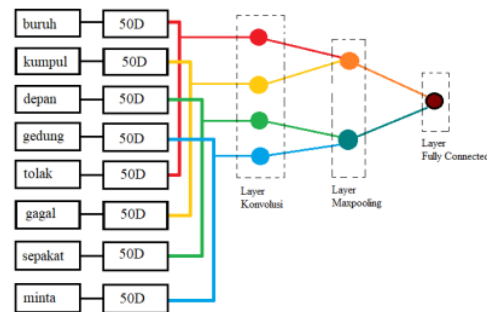 buruh 50D
kumpul 50D
depan 50D
gedung 50D
tolak 50D
gagal 50D
sepakat 50D
minta 50D
Layer
Konvolusi
Layer
Maxpooling
Layer
Fully Connected